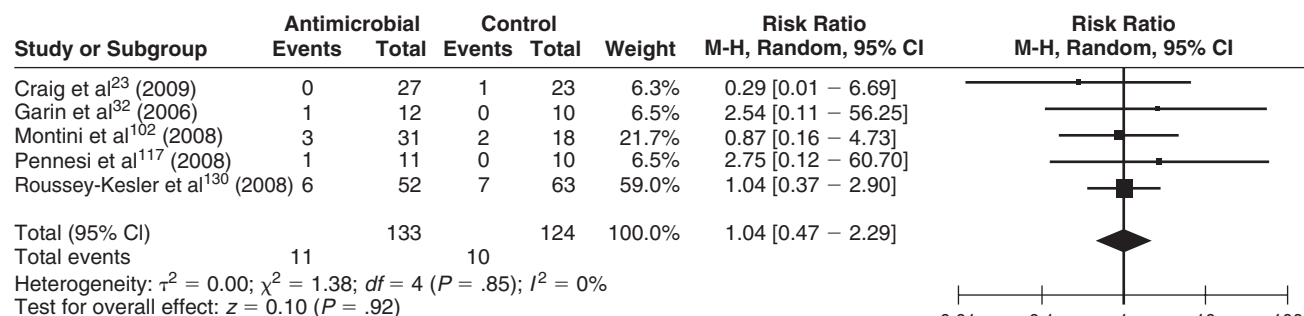 Antimicrobial Control Risk Ratio Risk Ratio
Study or Subgroup Events Total Events Total Weight M-H, Random, 95% CI M-H, Random, 95% CI
Craig et al23 (2009) 0 27 1 23 6.3% 0.29 [0.01 – 6.69]
Garin et al32 (2006) 1 12 0 10 6.5% 2.54 [0.11 – 56.25]
Montini et al102 (2008) 3 31 2 18 21.7% 0.87 [0.16 – 4.73]
Pennesi et al117 (2008) 1 11 0 10 6.5% 2.75 [0.12 – 60.70]
Roussey-Kesler et al130 (2008) 6 52 7 63 59.0% 1.04 [0.37 – 2.90]
Total (95% CI) 133 124 100.0% 1.04 [0.47 – 2.29]
Total events 11 10
Heterogeneity: τ2 = 0.00; χ2 = 1.38; df = 4 (P = .85); I2 = 0%
Test for overall effect: z = 0.10 (P = .92)